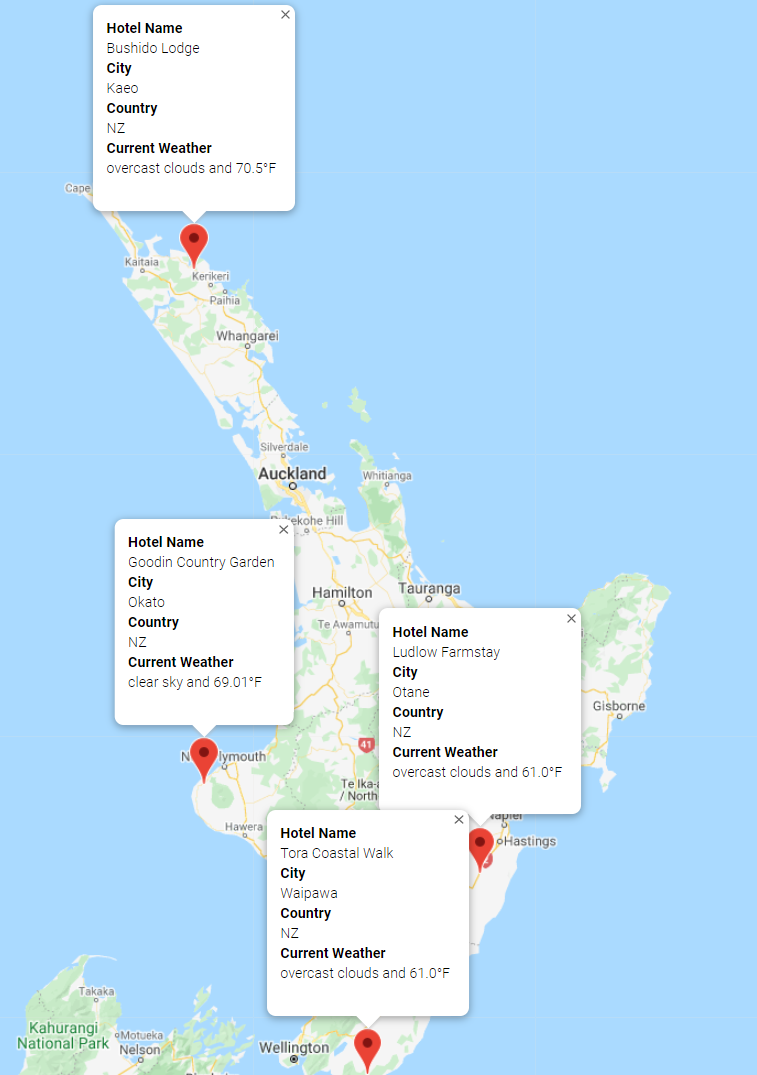 Hotel Name
Bushido Lodge
City
Kaeo
Country
NZ
Current Weather
overcast clouds and 70.5°F
Cape
Kaitaia
Kerikeri
Paihia
Whangarei
Silverdale
Auckland
Whitianga
Hill
Hotel Name
Goodin Country Garden
City
Okato
Country
NZ
Current Weather
clear sky and 69.01°F
Hamilton
Tauranga
Te Awamutu
Hotel Name
Ludlow Farmstay
City
Otane
Country
NZ
Current Weather
overcast clouds and 61.0°F
Gisborne
41
N lymouth
Te Ika-a
/ North
Hawera
Napier
Hastings
Hotel Name
Tora Coastal Walk
City
Waipawa
Country
NZ
Current Weather
overcast clouds and 61.0°F
Takaka
Kahurangi
National Park
Motueka
Nelson
Wellington